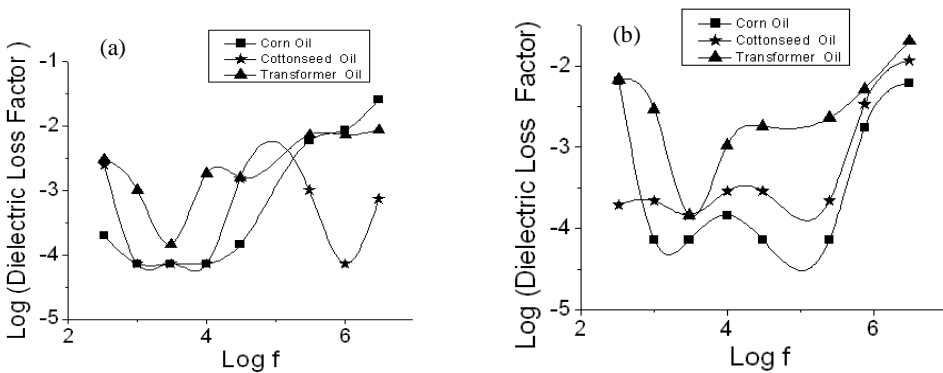 (a)
Corn Oil
Cottonseed Oil
Transformer Oil
Log (Dielectric Loss Factor)
-1
-2
-3
-4
-5
2
4
6
Log f
(b)
Corn Oil
Cottonseed Oil
Transformer Oil
Log (Dielectric Loss Factor)
-2
-3
-4
-5
2
4
6
Log f